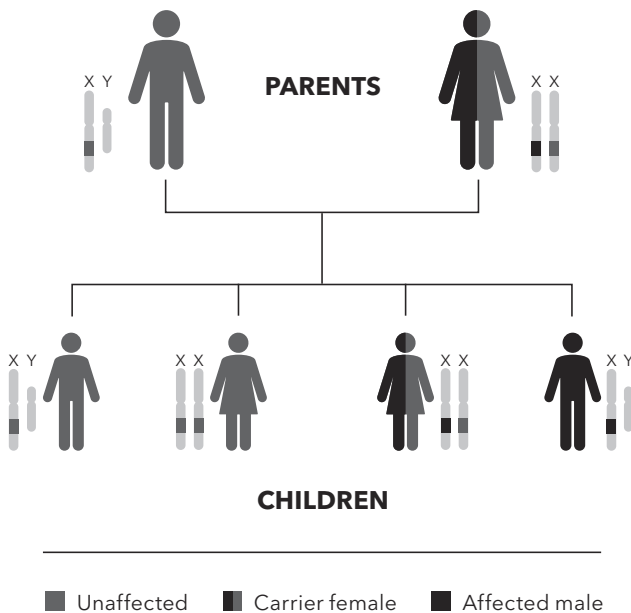 X Y
PARENTS
X X
X Y
X X
X X
X Y
CHILDREN
Unaffected
Carrier female
Affected male